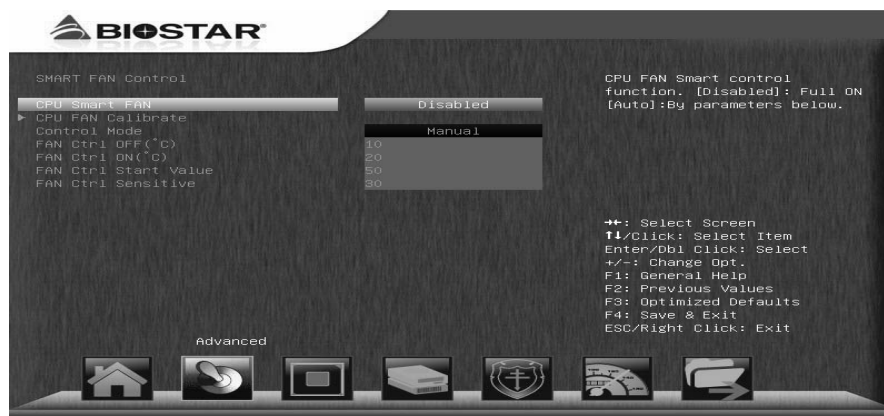 BIOSTAR®
SMART FAN Control
CPU Smart FAN Disabled
CPU FAN Calibrate
Control Mode Manual
FAN Ctrl OFF(°C) 10
FAN Ctrl ON(°C) 20
FAN Ctrl Start Value 50
FAN Ctrl Sensitive 30
CPU FAN Smart control
function. [Disabled]: Full ON
[Auto]:By parameters below.
→←: Select Screen
↑↓/Click: Select Item
Enter/Dbl Click: Select
+/-: Change Opt.
F1: General Help
F2: Previous Values
F3: Optimized Defaults
F4: Save & Exit
ESC/Right Click: Exit
Advanced